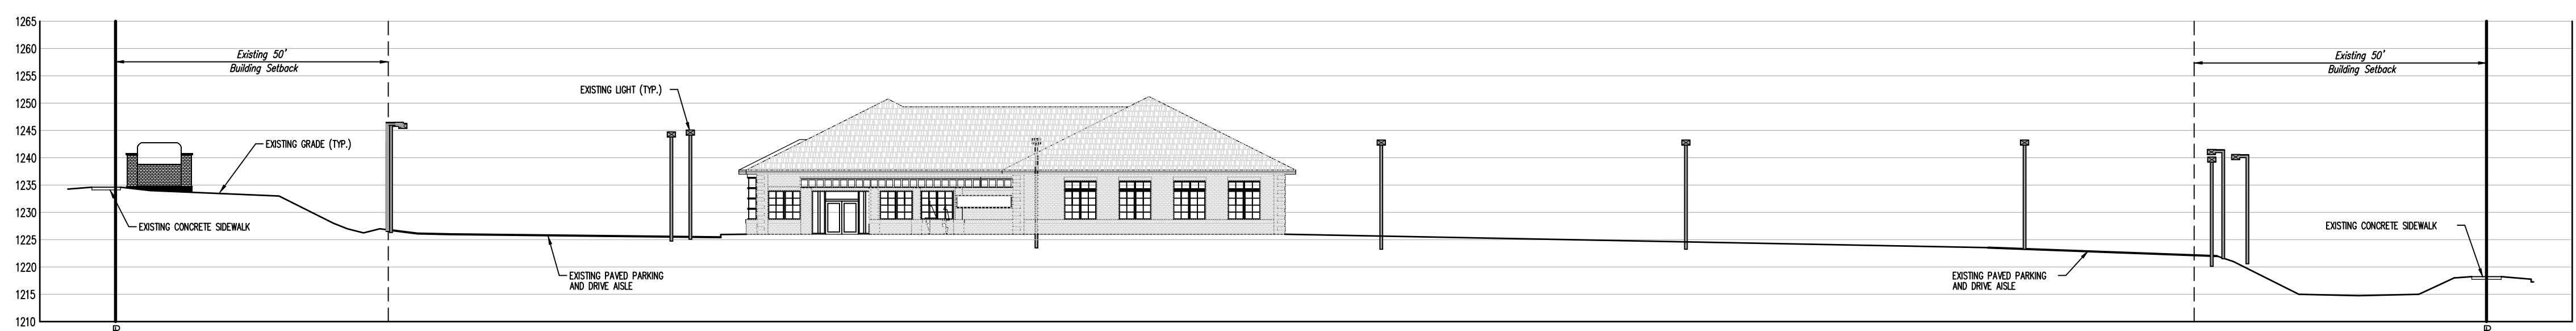 1265
1260
1255
1250
1245
1240
1235
1230
1225
1220
1215
1210
Existing 50'
Building Setback
EXISTING LIGHT (TYP.)
EXISTING GRADE (TYP.)
EXISTING CONCRETE SIDEWALK
EXISTING PAVED PARKING
AND DRIVE AISLE
Existing 50'
Building Setback
EXISTING CONCRETE SIDEWALK
EXISTING PAVED PARKING
AND DRIVE AISLE